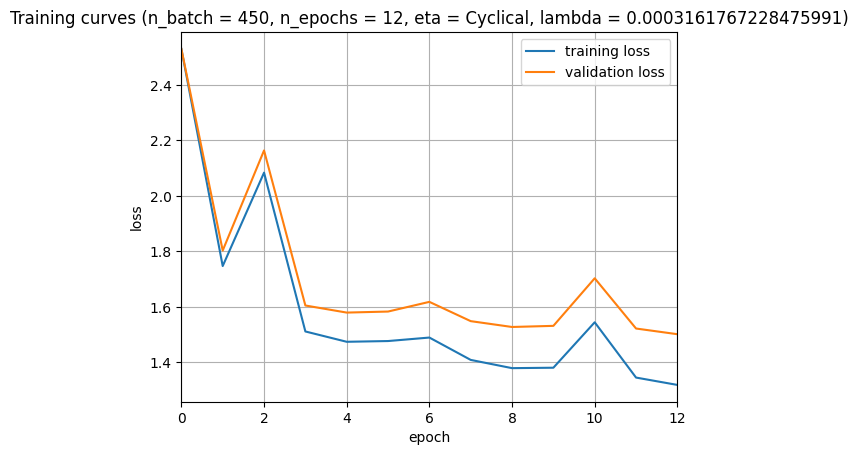 Training curves (n_batch = 450, n_epochs = 12, eta = Cyclical, lambda = 0.0003161767228475991)
training loss
validation loss
2.4
2.2
2.0
1.8
1.6
1.4
loss
0 2 4 6 8 10 12
epoch